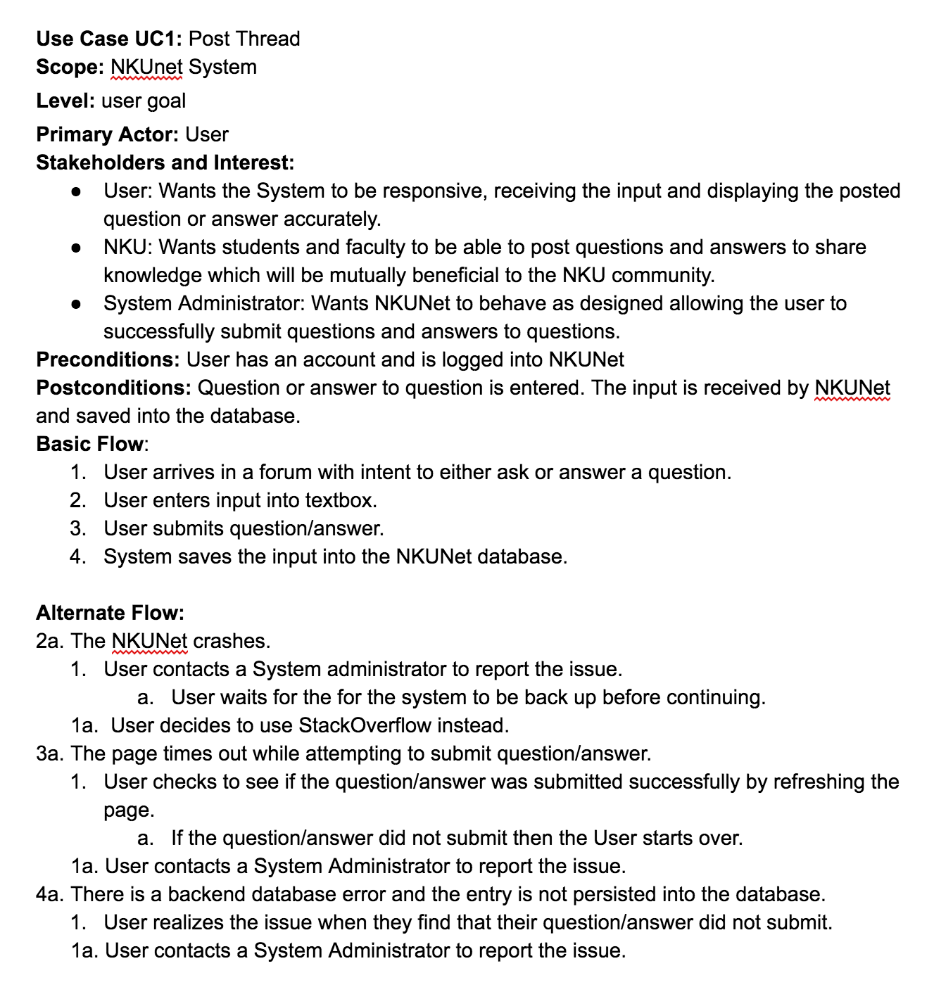 Use Case UC1: Post Thread
Scope: NKUnet System
Level: user goal
Primary Actor: User
Stakeholders and Interest:
● User: Wants the System to be responsive, receiving the input and displaying the posted
question or answer accurately.
● NKU: Wants students and faculty to be able to post questions and answers to share
knowledge which will be mutually beneficial to the NKU community.
● System Administrator: Wants NKUNet to behave as designed allowing the user to
successfully submit questions and answers to questions.
Preconditions: User has an account and is logged into NKUNet
Postconditions: Question or answer to question is entered. The input is received by NKUNet
and saved into the database.
Basic Flow:
1. User arrives in a forum with intent to either ask or answer a question.
2. User enters input into textbox.
3. User submits question/answer.
4. System saves the input into the NKUNet database.
Alternate Flow:
2a. The NKUNet crashes.
1. User contacts a System administrator to report the issue.
a. User waits for the for the system to be back up before continuing.
1a. User decides to use StackOverflow instead.
3a. The page times out while attempting to submit question/answer.
1. User checks to see if the question/answer was submitted successfully by refreshing the
page.
a. If the question/answer did not submit then the User starts over.
1a. User contacts a System Administrator to report the issue.
4a. There is a backend database error and the entry is not persisted into the database.
1. User realizes the issue when they find that their question/answer did not submit.
1a. User contacts a System Administrator to report the issue.